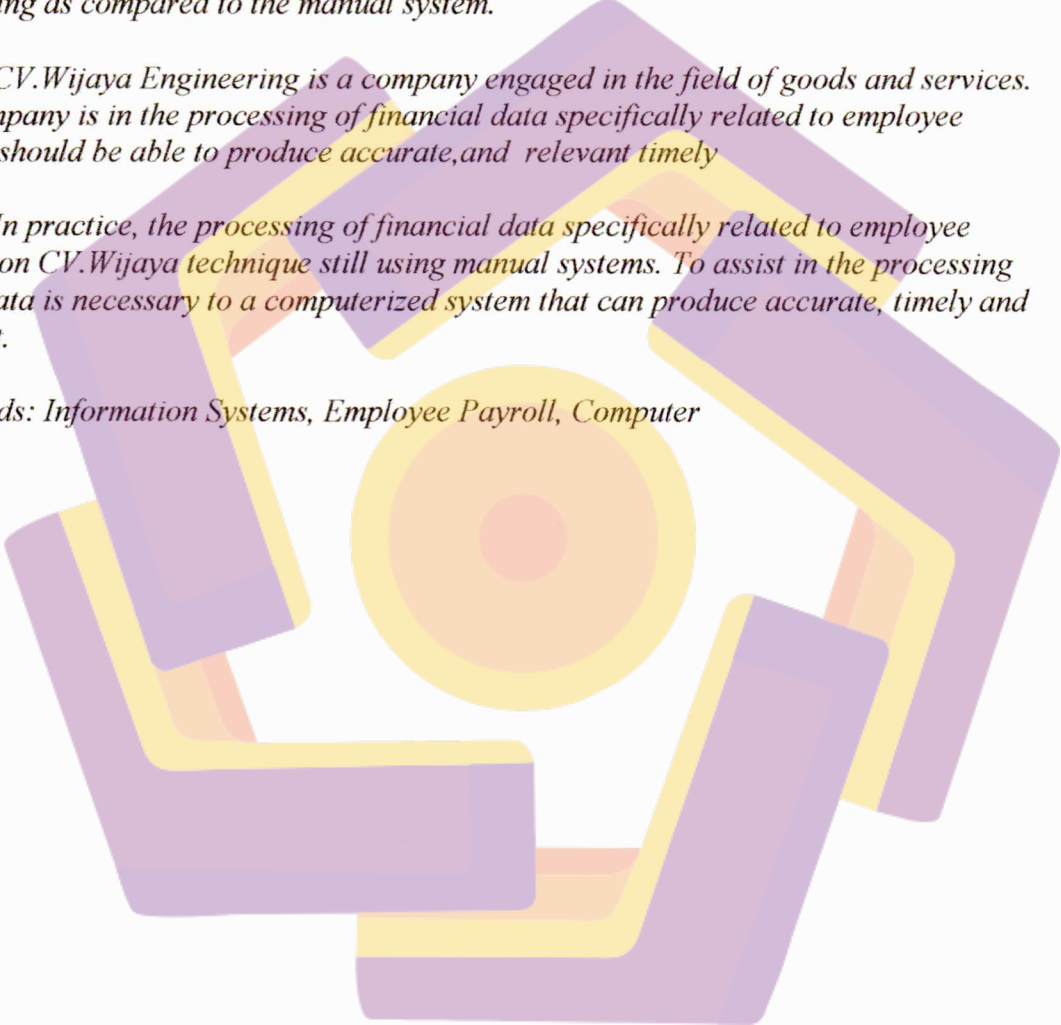 ing as compared to the manual system.
CV.Wijaya Engineering is a company engaged in the field of goods and services.
mpany is in the processing of financial data specifically related to employee
should be able to produce accurate,and relevant timely
In practice, the processing of financial data specifically related to employee
on CV.Wijaya technique still using manual systems. To assist in the processing
ata is necessary to a computerized system that can produce accurate, timely and
.
ds: Information Systems, Employee Payroll, Computer